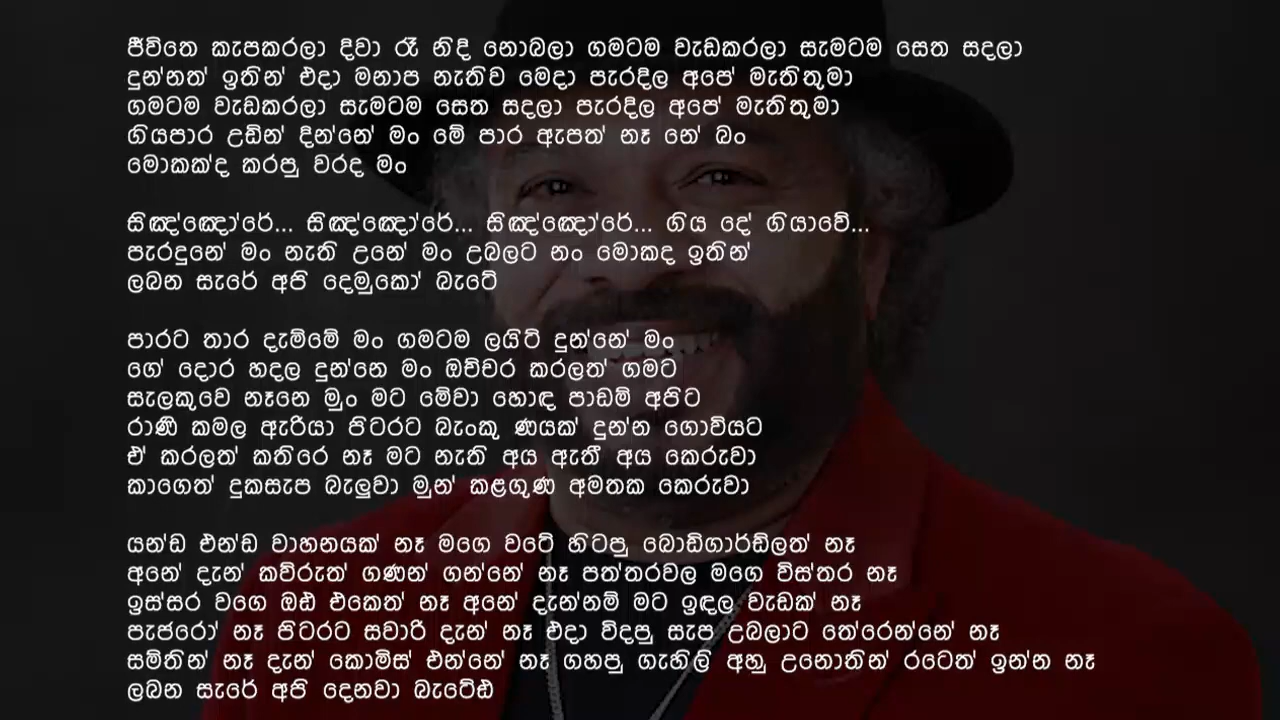 ජීවිතෙ කැපකරලා දිවා රෑ නිදි නොබලා ගමටම වැඩකරලා සැමටම සෙත සදලා
දුන්නත් ඉතින් එදා මනාප නැතිව මෙදා පැරදිල අපේ මැතිතුමා
ගමටම වැඩකරලා සැමටම සෙත සදලා පැරදිල අපේ මැතිතුමා
ගියපාර උඩින් දින්නේ මං මේ පාර ඇපත් නෑ නේ බං
මොකක්ද කරපු වරද මං
සිඤ්ඤෝරේ... සිඤ්ඤෝරේ... සිඤ්ඤෝරේ... ගිය දේ ගියාවේ...
පැරදුනේ මං නැති උනේ මං උබලට නං මොකද ඉතින්
ලබන සැරේ අපි දෙමුකෝ බැටේ
පාරට තාර දැම්මේ මං ගමටම ලයිට් දුන්නේ මං
ගේ දොර හදල දුන්නෙ මං ඔච්චර කරලත් ගමට
සැලකුවෙ නෑනෙ මුං මට මේවා හොඳ පාඩම් අපිට
රාණී කමල ඇරියා පිටරට බැංකු ණයක් දුන්න ගොවියට
ඒ කරලත් කතිරෙ නෑ මට නැති අය ඇතී අය කෙරුවා
කාගෙත් දුකසැප බැලුවා මුන් කළගුණ අමතක කෙරුවා
යන්ඩ එන්ඩ වාහනයක් නෑ මගෙ වටේ හිටපු බොඩිගාර්ඩ්ලත් නෑ
අනේ දැන් කව්රුත් ගණන් ගන්නේ නෑ පත්තරවල මගෙ විස්තර නෑ
ඉස්සර වගෙ ඔඪ එකෙත් නෑ අනේ දැන්නම් මට ඉඳල වැඩක් නෑ
පැජරෝ නෑ පිටරට සවාරි දැන් නෑ එදා විදපු සැප උබලාට තේරෙන්නේ නෑ
සමිතින් නෑ දැන් කොමිස් එන්නේ නෑ ගහපු ගැහිලි අහු උනොතින් රටෙත් ඉන්න නෑ
ලබන සැරේ අපි දෙනවා බැටේඪ